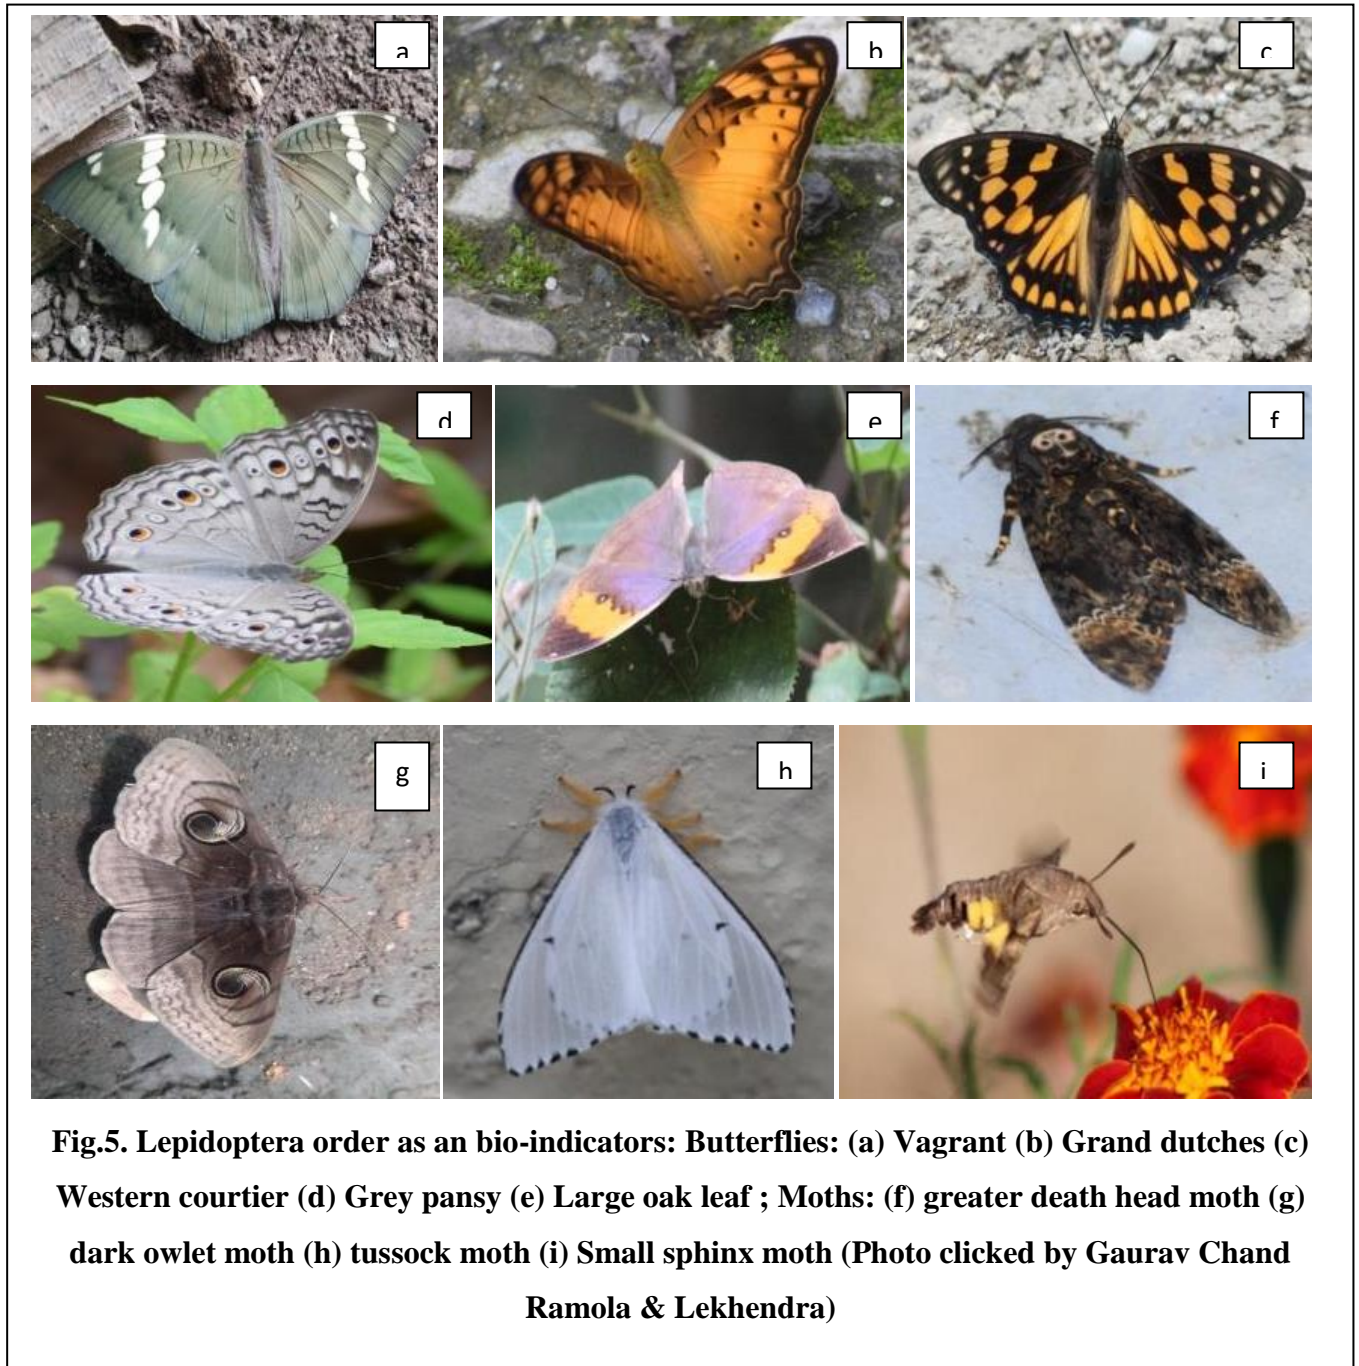 a
b
c
d
e
f
g
h
i
Fig.5. Lepidoptera order as an bio-indicators: Butterflies: (a) Vagrant (b) Grand dutches (c)
Western courtier (d) Grey pansy (e) Large oak leaf ; Moths: (f) greater death head moth (g)
dark owlet moth (h) tussock moth (i) Small sphinx moth (Photo clicked by Gaurav Chand
Ramola & Lekhendra)